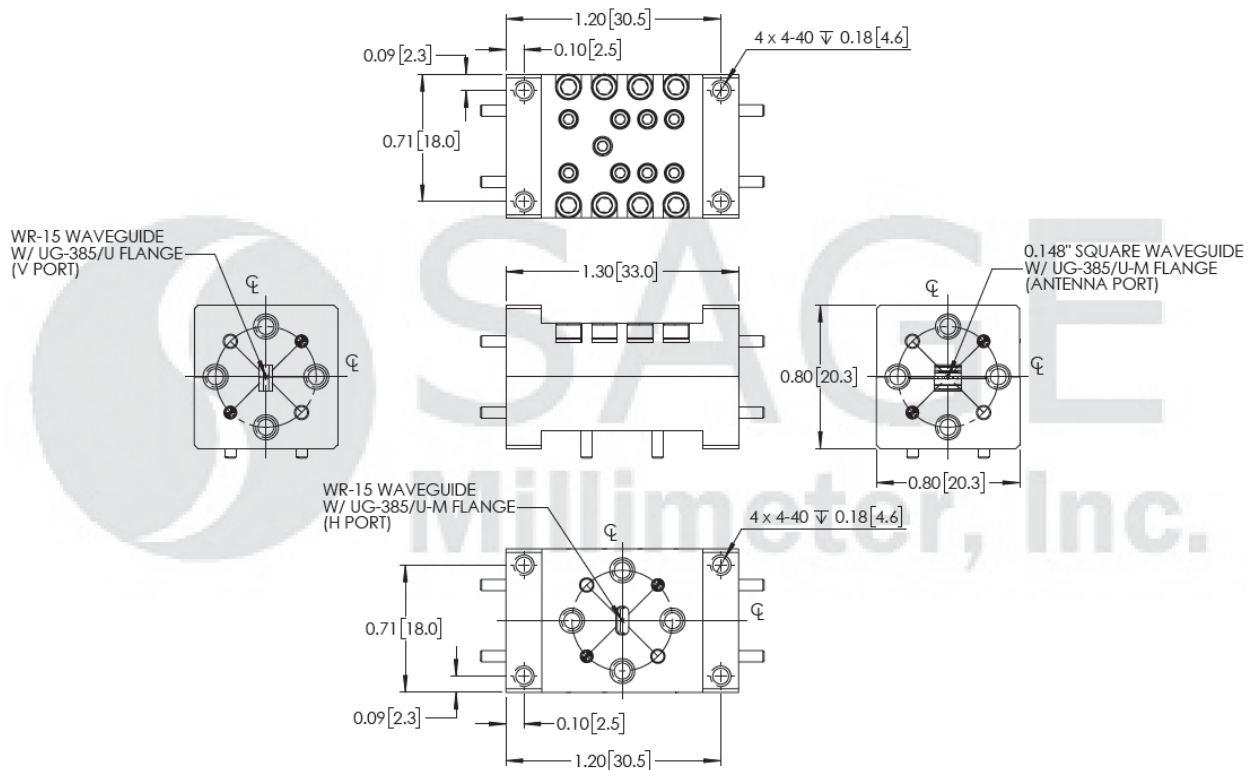 1.20[30.5]
0.10[2.5]
4 x 4-40 ↧ 0.18[4.6]
0.09[2.3]
0.71[18.0]
WR-15 WAVEGUIDE
W/ UG-385/U FLANGE
(V PORT)
℄
℄
1.30[33.0]
0.148" SQUARE WAVEGUIDE
W/ UG-385/U-M FLANGE
(ANTENNA PORT)
℄
℄
0.80[20.3]
0.80[20.3]
SAGE
Millimeter, Inc.
WR-15 WAVEGUIDE
W/ UG-385/U-M FLANGE
(H PORT)
℄
℄
4 x 4-40 ↧ 0.18[4.6]
0.71[18.0]
0.09[2.3]
0.10[2.5]
1.20[30.5]